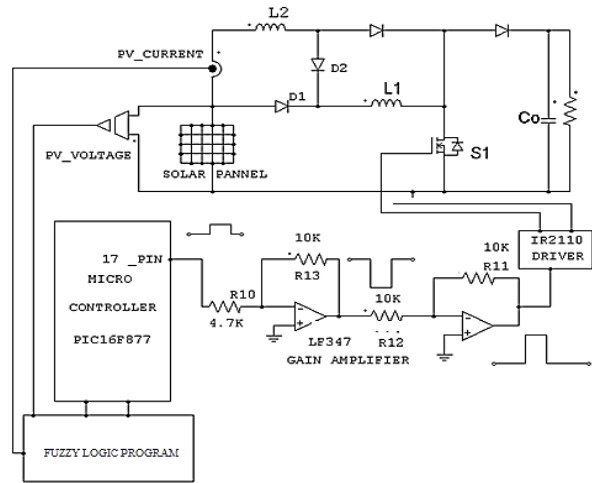 L2
PV_CURRENT
D2
D1
L1
Co
S1
PV_VOLTAGE
SOLAR PANNEL
17 _PIN
MICRO
CONTROLLER
PIC16F877
10K
R13
R10
4.7K
LF347
GAIN AMPLIFIER
10K
R12
10K
R11
IR2110
DRIVER
FUZZY LOGIC PROGRAM